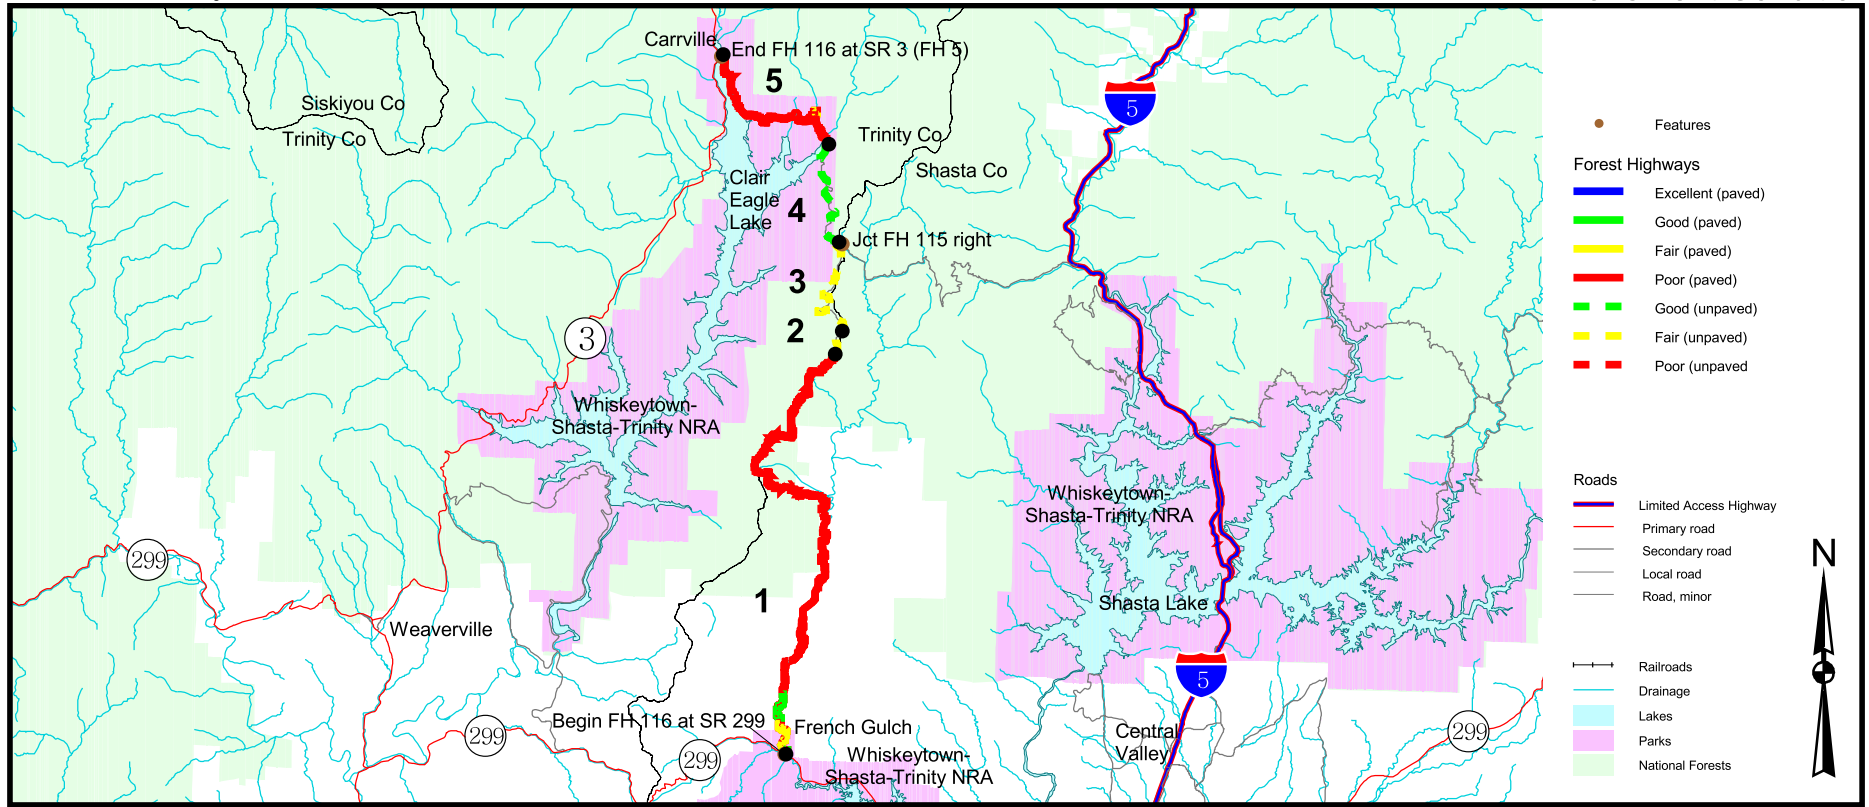 Carrville
End FH 116 at SR 3 (FH 5)
5
5
Siskiyou Co
Trinity Co
Trinity Co
Shasta Co
Clair
Eagle
Lake
4
Jct FH 115 right
3
2
3
Whiskeytown-
Shasta-Trinity NRA
Whiskeytown-
Shasta-Trinity NRA
299
1
Shasta Lake
Weaverville
5
Begin FH 116 at SR 299
French Gulch
299
299
Whiskeytown-
Shasta-Trinity NRA
Central
Valley
299
Features
Forest Highways
Excellent (paved)
Good (paved)
Fair (paved)
Poor (paved)
Good (unpaved)
Fair (unpaved)
Poor (unpaved
Roads
Limited Access Highway
Primary road
Secondary road
Local road
Road, minor
Railroads
Drainage
Lakes
Parks
National Forests
N